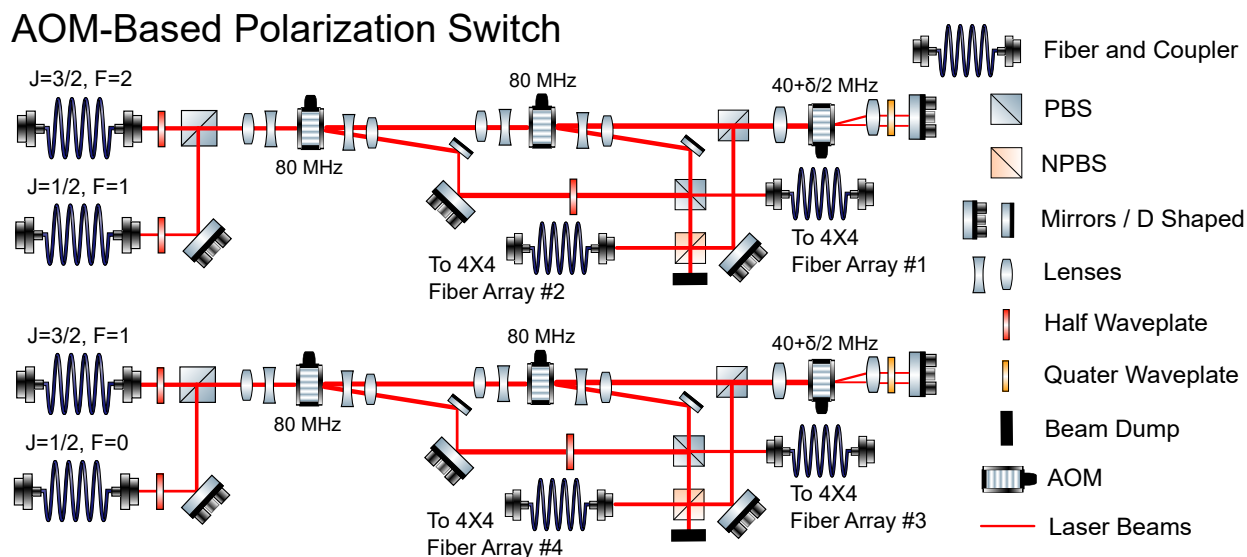 AOM-Based Polarization Switch
J=3/2, F=2
80 MHz
80 MHz
40+δ/2 MHz
J=1/2, F=1
To 4X4
Fiber Array #2
To 4X4
Fiber Array #1
J=3/2, F=1
80 MHz
80 MHz
40+δ/2 MHz
J=1/2, F=0
To 4X4
Fiber Array #4
To 4X4
Fiber Array #3
Fiber and Coupler
PBS
NPBS
Mirrors / D Shaped
Lenses
Half Waveplate
Quater Waveplate
Beam Dump
AOM
Laser Beams